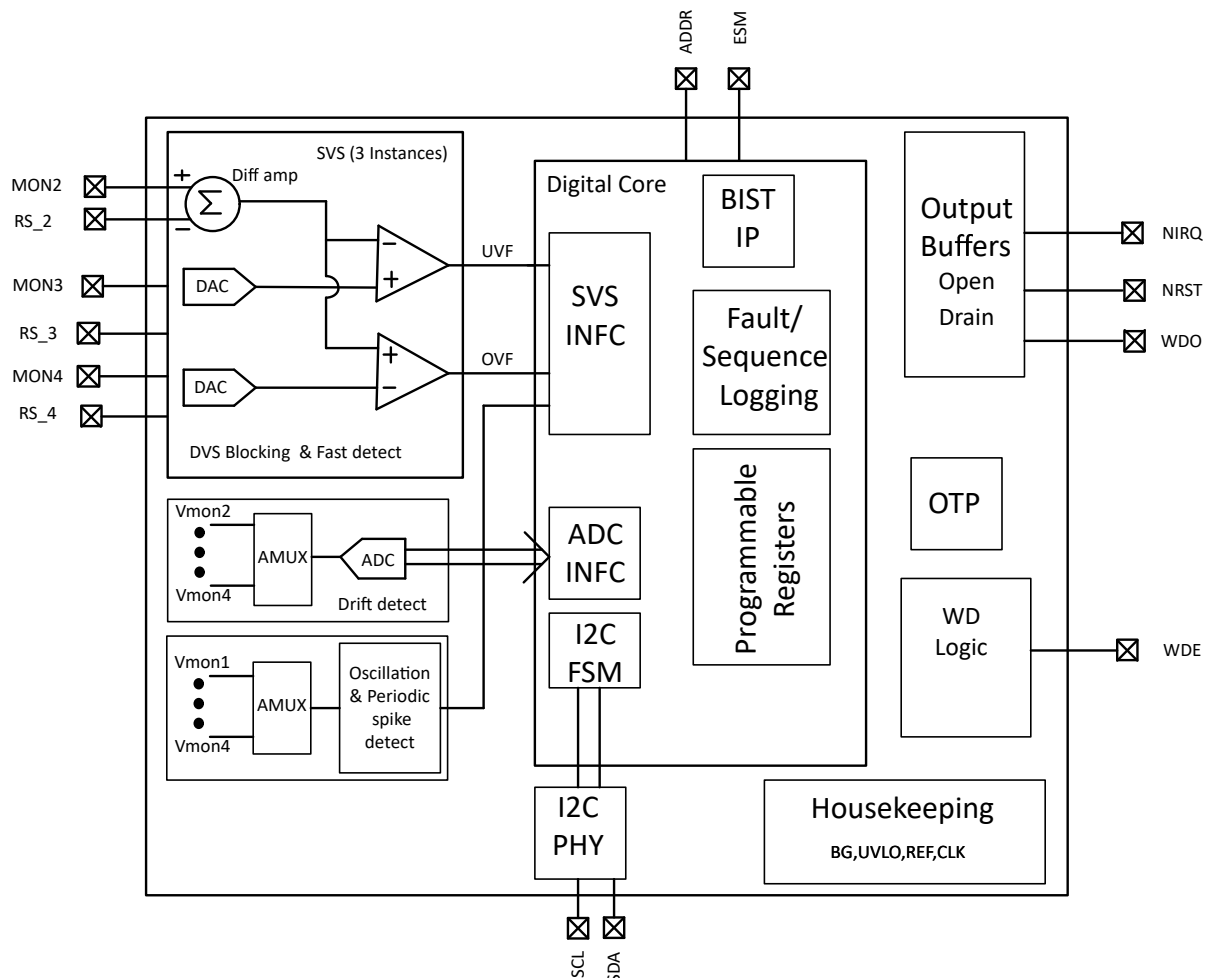 ADDR
ESM
SVS (3 Instances)
+
Diff amp
Σ
−
MON2
RS_2
MON3
RS_3
MON4
RS_4
DAC
−
+
UVF
DAC
+
−
OVF
DVS Blocking & Fast detect
Digital Core
BIST
IP
SVS
INFC
Fault/
Sequence
Logging
Programmable
Registers
ADC
INFC
I2C
FSM
I2C
PHY
Vmon2
Vmon4
AMUX
ADC
Drift detect
Vmon1
Vmon4
AMUX
Oscillation
& Periodic
spike
detect
Output
Buffers
Open
Drain
NIRQ
NRST
WDO
OTP
WD
Logic
WDE
Housekeeping
BG,UVLO,REF,CLK
SCL
SDA